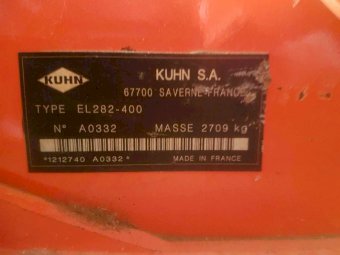 KUHN
KUHN S.A.
67700 SAVERNE-FRANCE
TYPE EL282-400
N° A0332 MASSE 2709 kg
*1212740 A0332*
MADE IN FRANCE